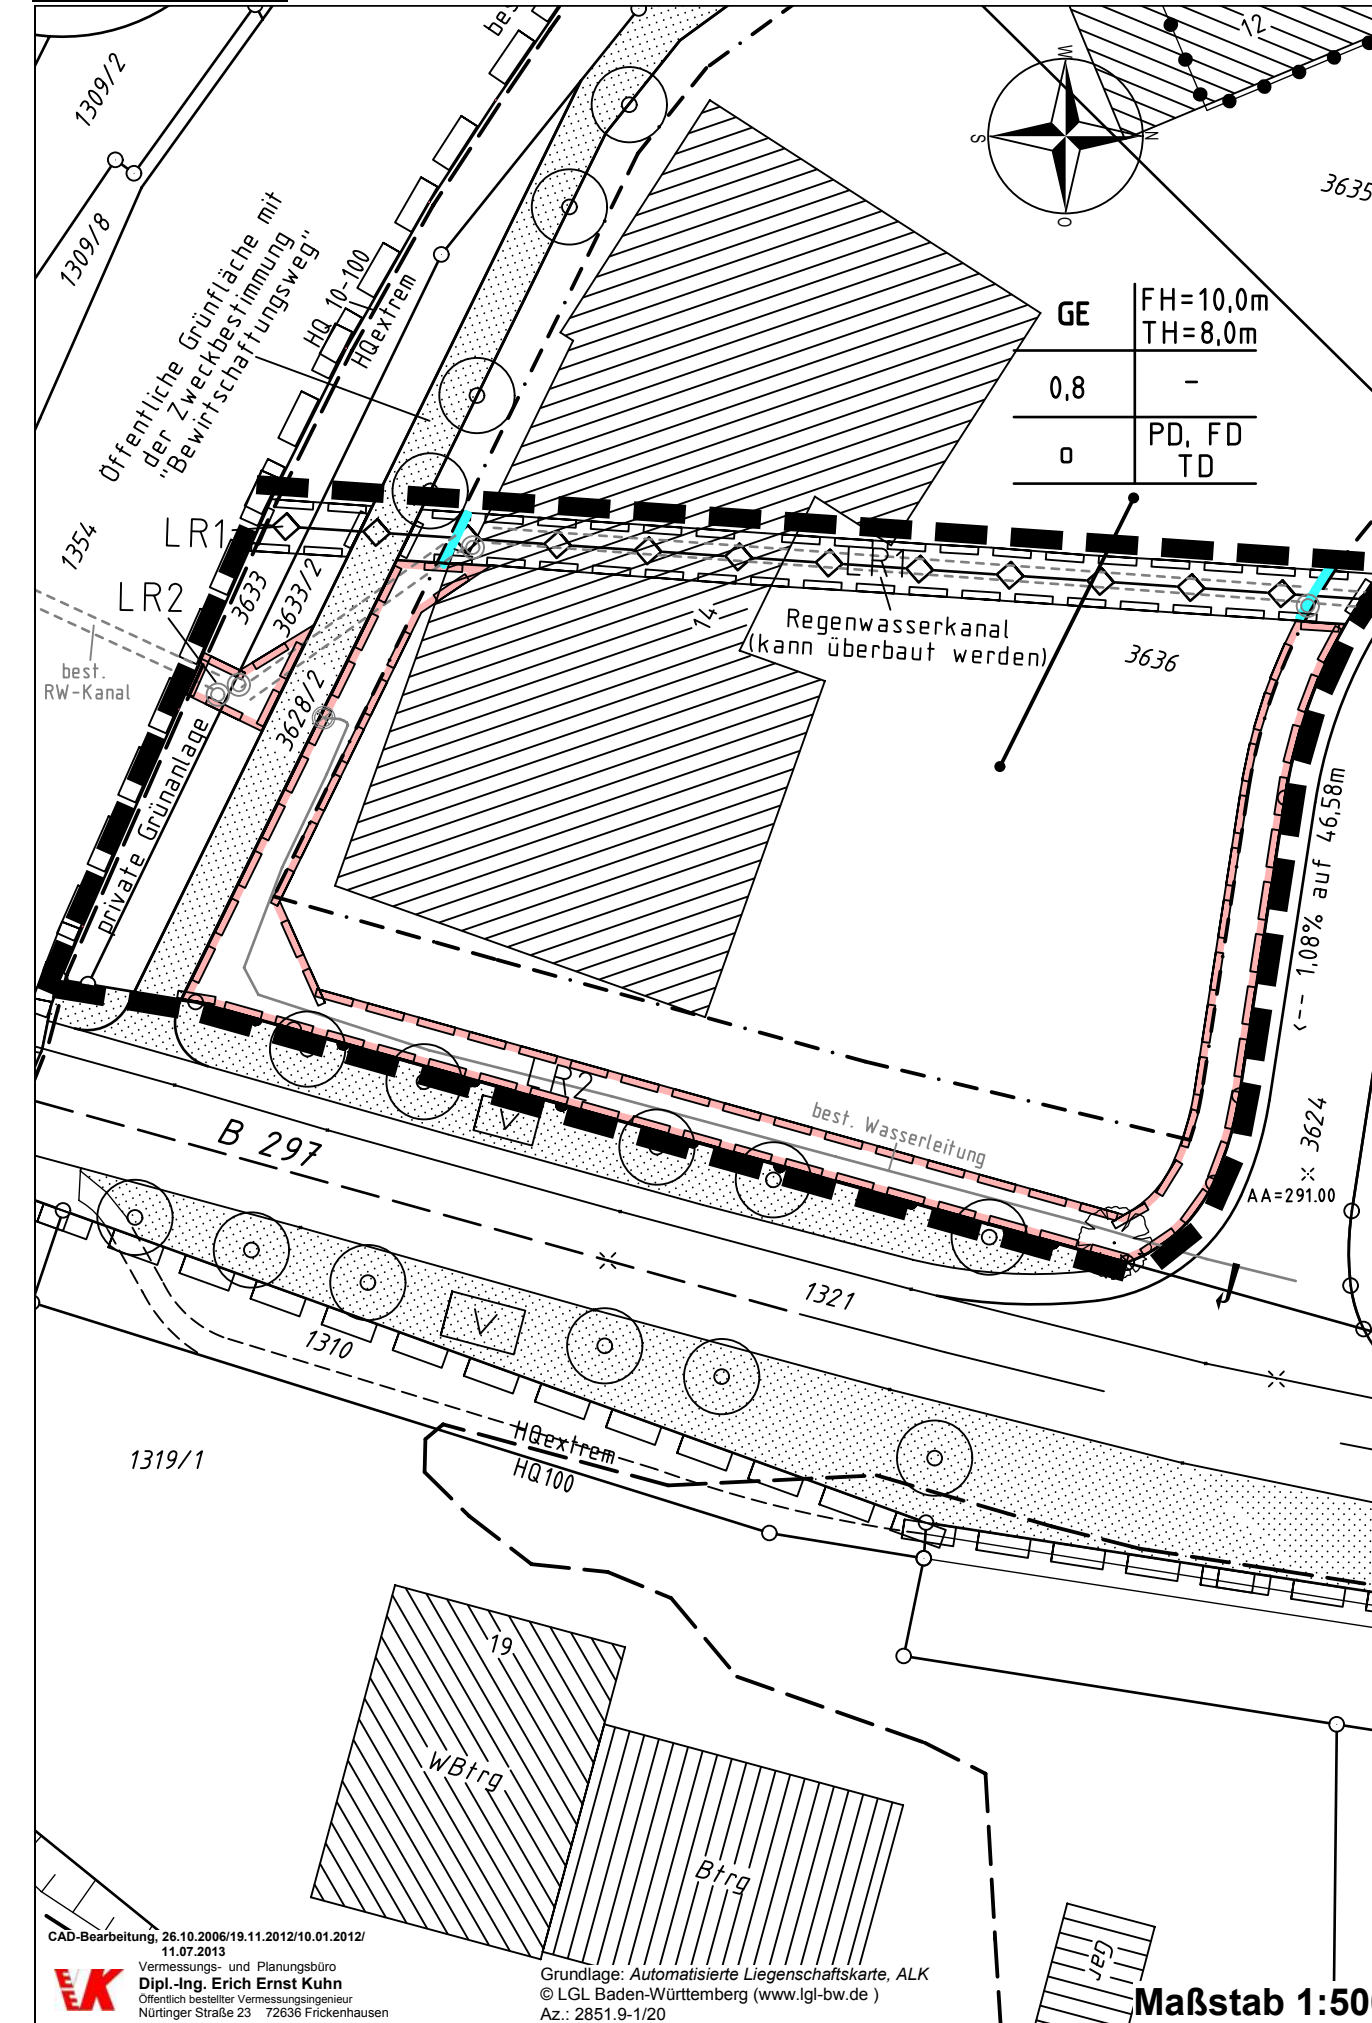 1309/2
1309/8
Öffentliche Grünfläche mit
der Zweckbestimmung
"Bewirtschaftungsweg"
HQ 10-100
HQextrem
12
W
S
N
O
3635
GE
FH=10,0m
TH=8,0m
0,8
-
o
PD, FD
TD
1354
LR1
LR2
3633
3633/2
3628/2
best.
RW-Kanal
private Grünanlage
14
LR1
Regenwasserkanal
(kann überbaut werden)
3636
<-- 1,08% auf 46,58m
3624
AA=291.00
LR2
best. Wasserleitung
B 297
V
1321
1310
V
1319/1
HQextrem
HQ100
19
WBtrg
Btrg
Gar
CAD-Bearbeitung, 26.10.2006/19.11.2012/10.01.2012/
11.07.2013
Vermessungs- und Planungsbüro
Dipl.-Ing. Erich Ernst Kuhn
Öffentlich bestellter Vermessungsingenieur
Nürtinger Straße 23 72636 Frickenhausen
Grundlage: Automatisierte Liegenschaftskarte, ALK
© LGL Baden-Württemberg (www.lgl-bw.de )
Az.: 2851.9-1/20
Maßstab 1:50